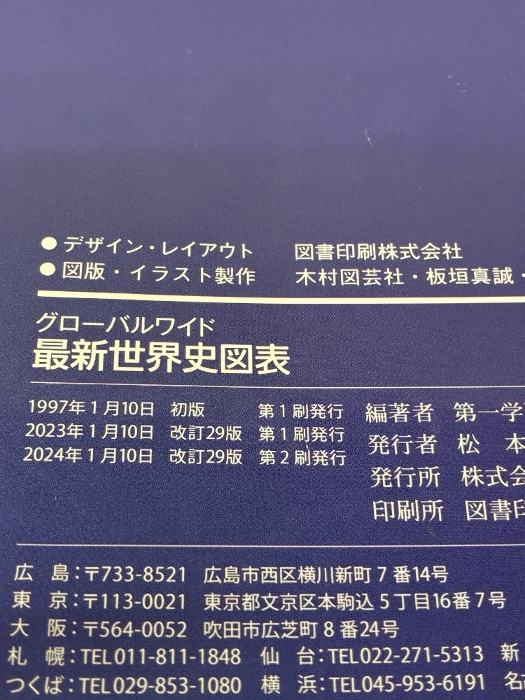 ●デザイン・レイアウト 図書印刷株式会社
●図版・イラスト製作 木村図芸社・板垣真誠・
グローバルワイド
最新世界史図表
1997年1月10日 初版 第1刷発行 編著者 第一学
2023年1月10日 改訂29版 第1刷発行 発行者 松 本
2024年1月10日 改訂29版 第2刷発行
発行所 株式会
印刷所 図書印
広 島：〒733-8521 広島市西区横川新町7番14号
東 京：〒113-0021 東京都文京区本駒込5丁目16番7号
大 阪：〒564-0052 吹田市広芝町8番24号
札 幌：TEL011-811-1848 仙 台：TEL022-271-5313 新
つくば：TEL029-853-1080 横 浜：TEL045-953-6191 名